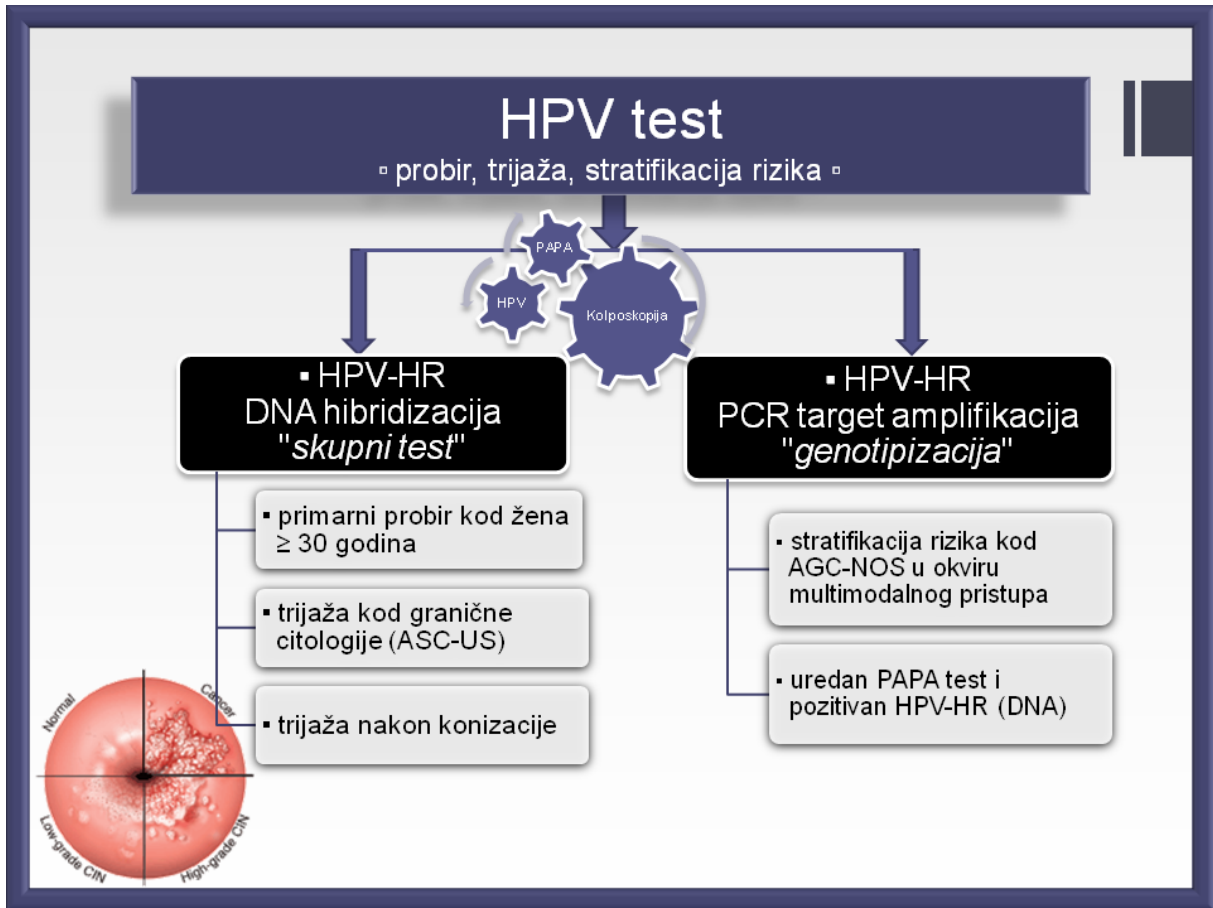 HPV test
▫ probir, trijaža, stratifikacija rizika ▫
PAPA
HPV
Kolposkopija
▪ HPV-HR
DNA hibridizacija
"skupni test"
▪ primarni probir kod žena
≥ 30 godina
▪ trijaža kod granične
citologije (ASC-US)
▪ trijaža nakon konizacije
▪ HPV-HR
PCR target amplifikacija
"genotipizacija"
▪ stratifikacija rizika kod
AGC-NOS u okviru
multimodalnog pristupa
▪ uredan PAPA test i
pozitivan HPV-HR (DNA)
Normal
Cancer
Low-grade CIN
High-grade CIN